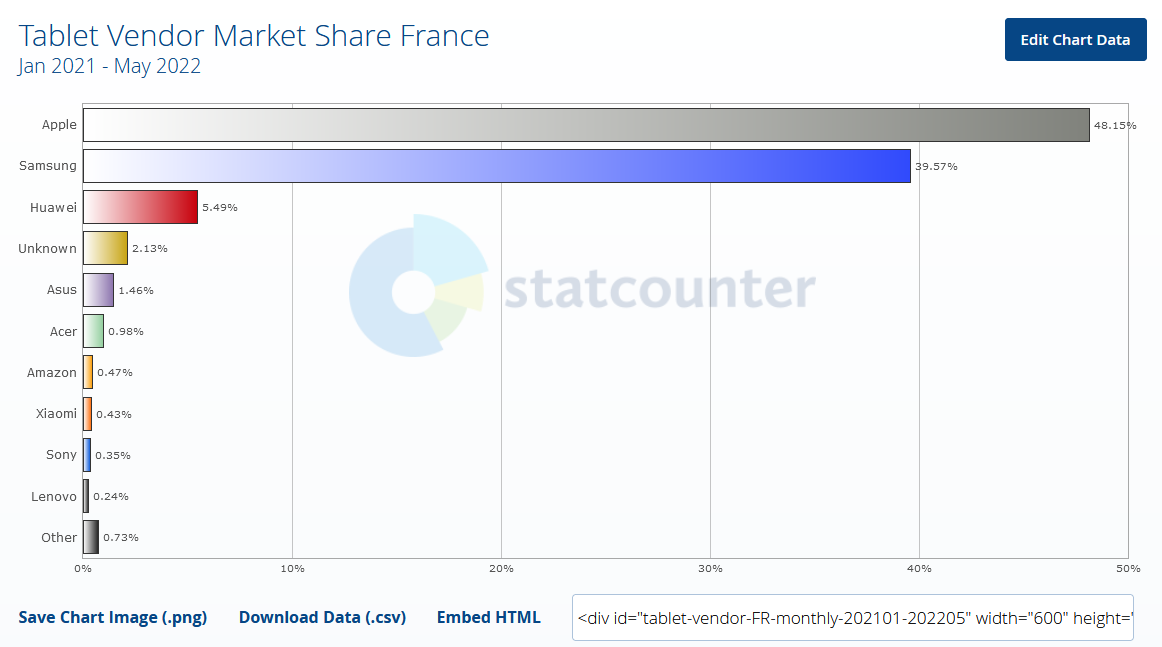 Tablet Vendor Market Share France
Edit Chart Data
Jan 2021 - May 2022
Apple 48.15%
Samsung 39.57%
Huawei 5.49%
Unknown 2.13%
statcounter
Asus 1.46%
Acer 0.98%
Amazon 0.47%
Xiaomi 0.43%
Sony 0.35%
Lenovo 0.24%
Other 0.73%
0% 10% 20% 30% 40% 50%
Save Chart Image (.png) Download Data (.csv) Embed HTML <div id="tablet-vendor-FR-monthly-202101-202205" width="600" height="